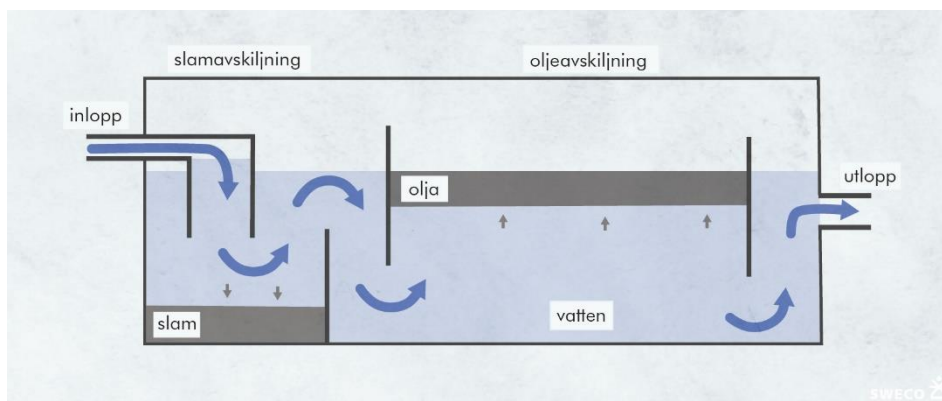 slamavskiljning
oljeavskiljning
inlopp
olja
utlopp
slam
vatten
SWECO